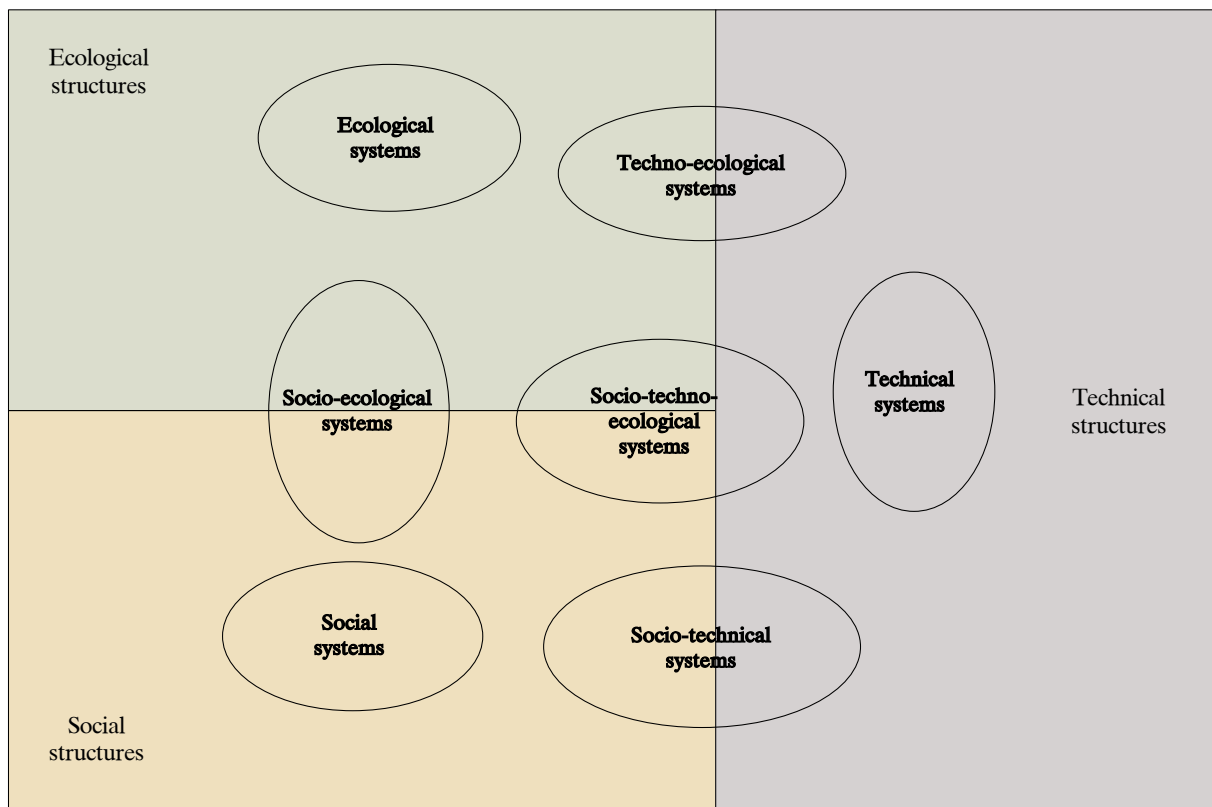 Ecological
structures
Ecological
systems
Techno-ecological
systems
Socio-ecological
systems
Socio-techno-
ecological
systems
Technical
systems
Technical
structures
Social
systems
Socio-technical
systems
Social
structures